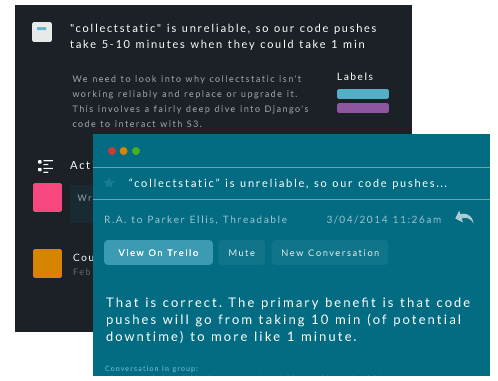 "collectstatic" is unreliable, so our code pushes
take 5-10 minutes when they could take 1 min
We need to look into why collectstatic isn't
working reliably and replace or upgrade it.
This involves a fairly deep dive into Django's
code to interact with S3.
Labels
Acti
Wr
Cou
Feb
"collectstatic" is unreliable, so our code pushes...
R.A. to Parker Ellis, Threadable
3/04/2014 11:26am
View On Trello
Mute
New Conversation
That is correct. The primary benefit is that code
pushes will go from taking 10 min (of potential
downtime) to more like 1 minute.
Conversation in group: